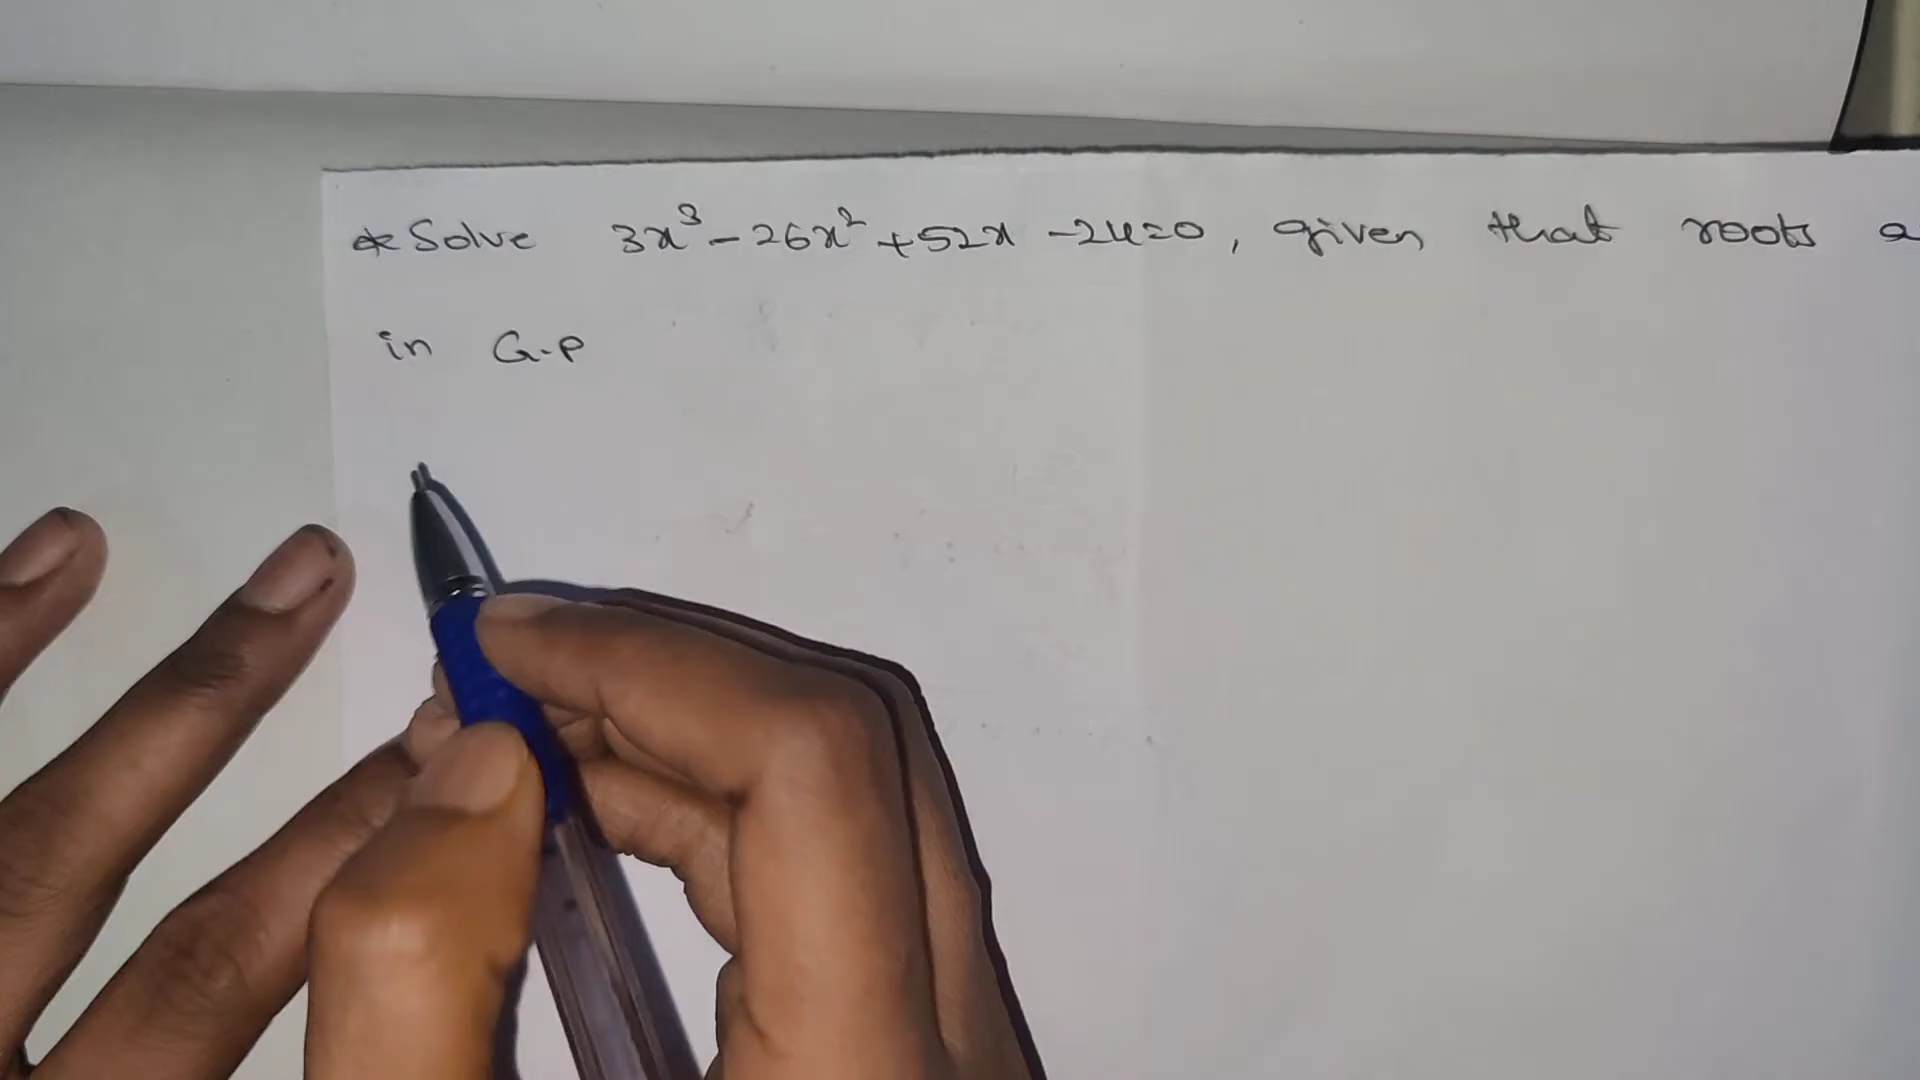 * Solve 3x³ - 26x² + 52x - 24 = 0, given that roots a
in G.P